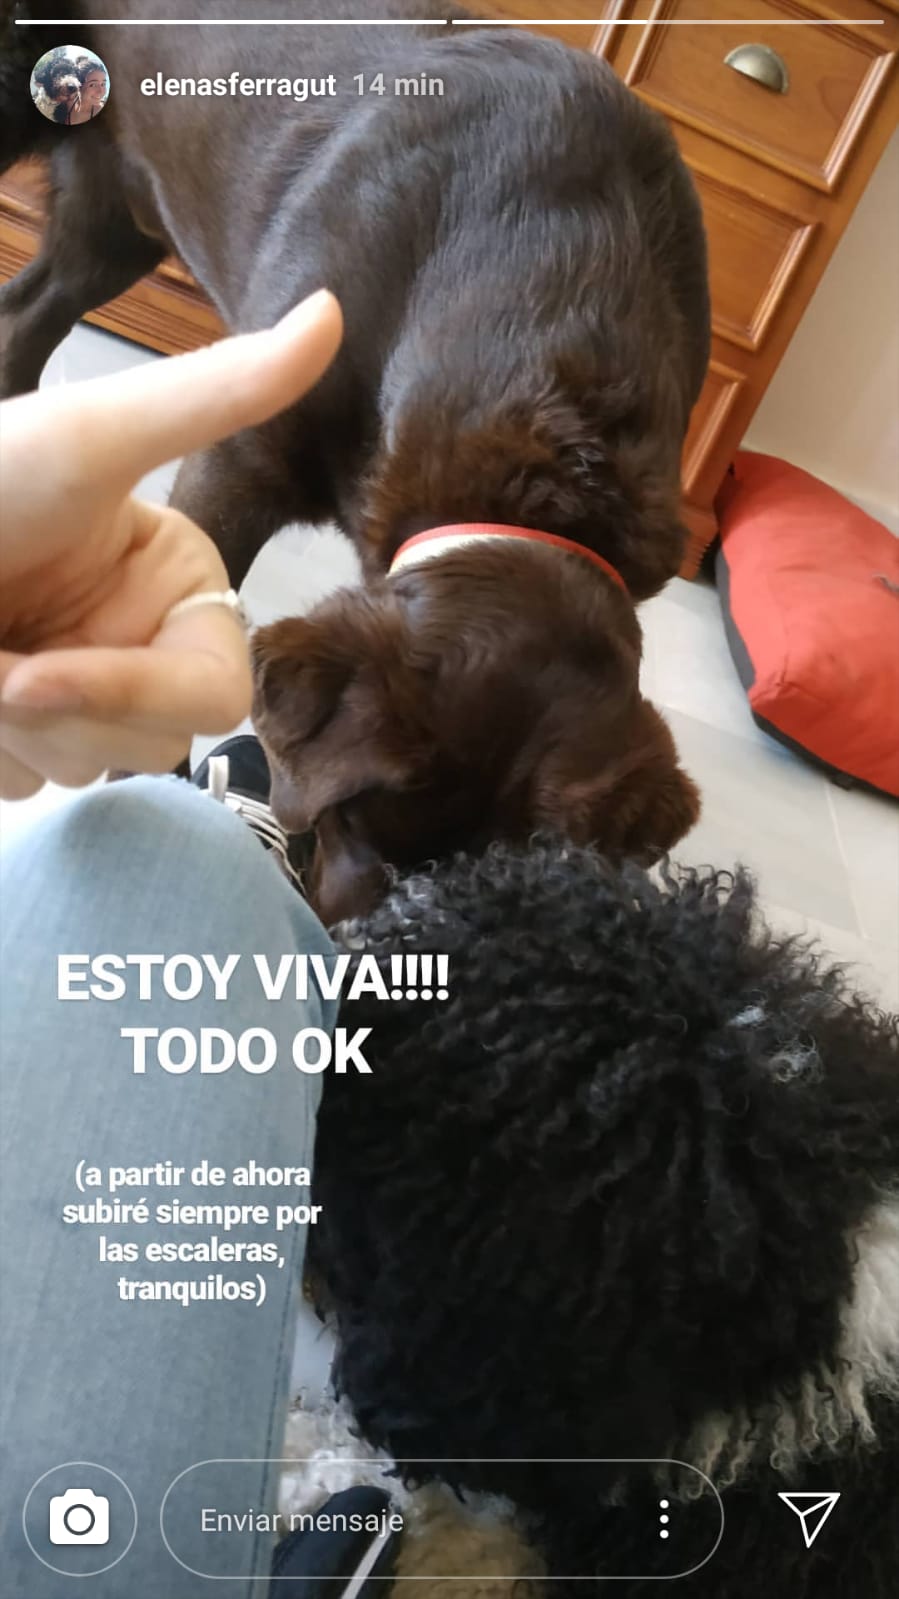 elenasferragut 14 min
ESTOY VIVA!!!!
TODO OK
(a partir de ahora
subiré siempre por
las escaleras,
tranquilos)
Enviar mensaje